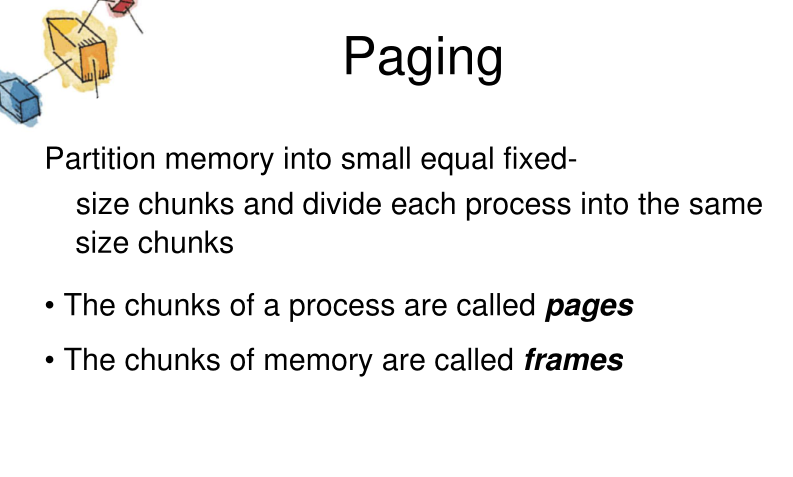 Paging
Partition memory into small equal fixed-
size chunks and divide each process into the same
size chunks
• The chunks of a process are called pages
• The chunks of memory are called frames